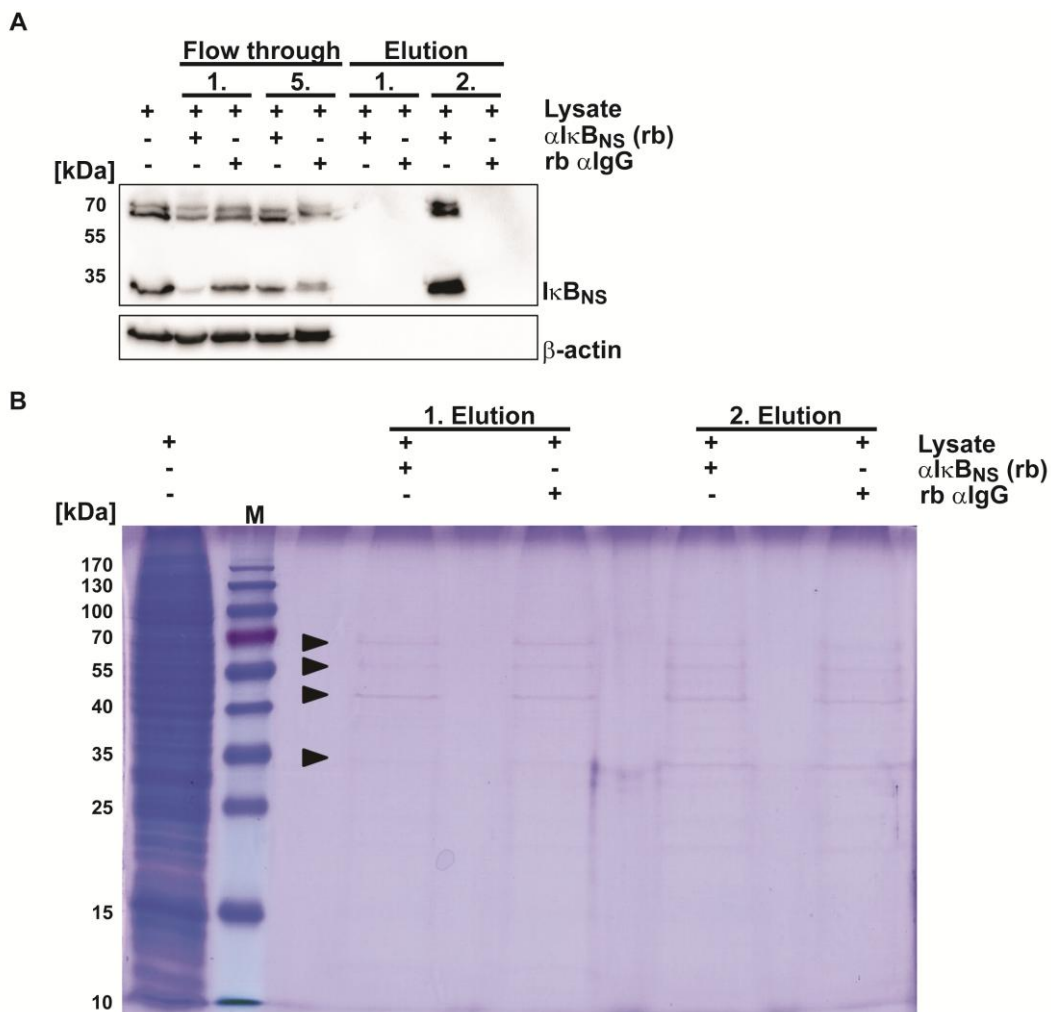 A
Flow through Elution
1. 5. 1. 2.
+ + + + + + + + + Lysate
- + - + - + - + - αIκBNS (rb)
- - + - + - + - + rb αIgG
[kDa]
70
55
35
IκBNS
β-actin
B
1. Elution 2. Elution
+ + + + + Lysate
- + - + - αIκBNS (rb)
- - + - + rb αIgG
[kDa] M
170
130
100
70
55
40
35
25
15
10